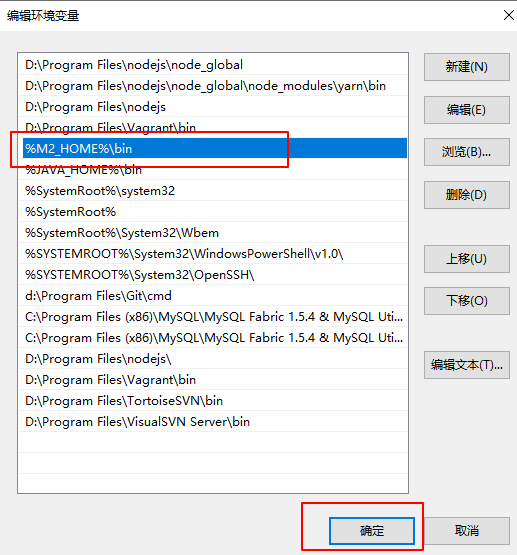 编辑环境变量
D:\Program Files\nodejs\node_global
D:\Program Files\nodejs\node_global\node_modules\yarn\bin
D:\Program Files\nodejs
D:\Program Files\Vagrant\bin
%M2_HOME%\bin
%JAVA_HOME%\bin
%SystemRoot%\system32
%SystemRoot%
%SystemRoot%\System32\Wbem
%SYSTEMROOT%\System32\WindowsPowerShell\v1.0\
%SYSTEMROOT%\System32\OpenSSH\
d:\Program Files\Git\cmd
C:\Program Files (x86)\MySQL\MySQL Fabric 1.5.4 & MySQL Uti...
C:\Program Files (x86)\MySQL\MySQL Fabric 1.5.4 & MySQL Uti...
D:\Program Files\nodejs\
D:\Program Files\Vagrant\bin
D:\Program Files\TortoiseSVN\bin
D:\Program Files\VisualSVN Server\bin
新建(N)
编辑(E)
浏览(B)...
删除(D)
上移(U)
下移(O)
编辑文本(T)...
确定
取消